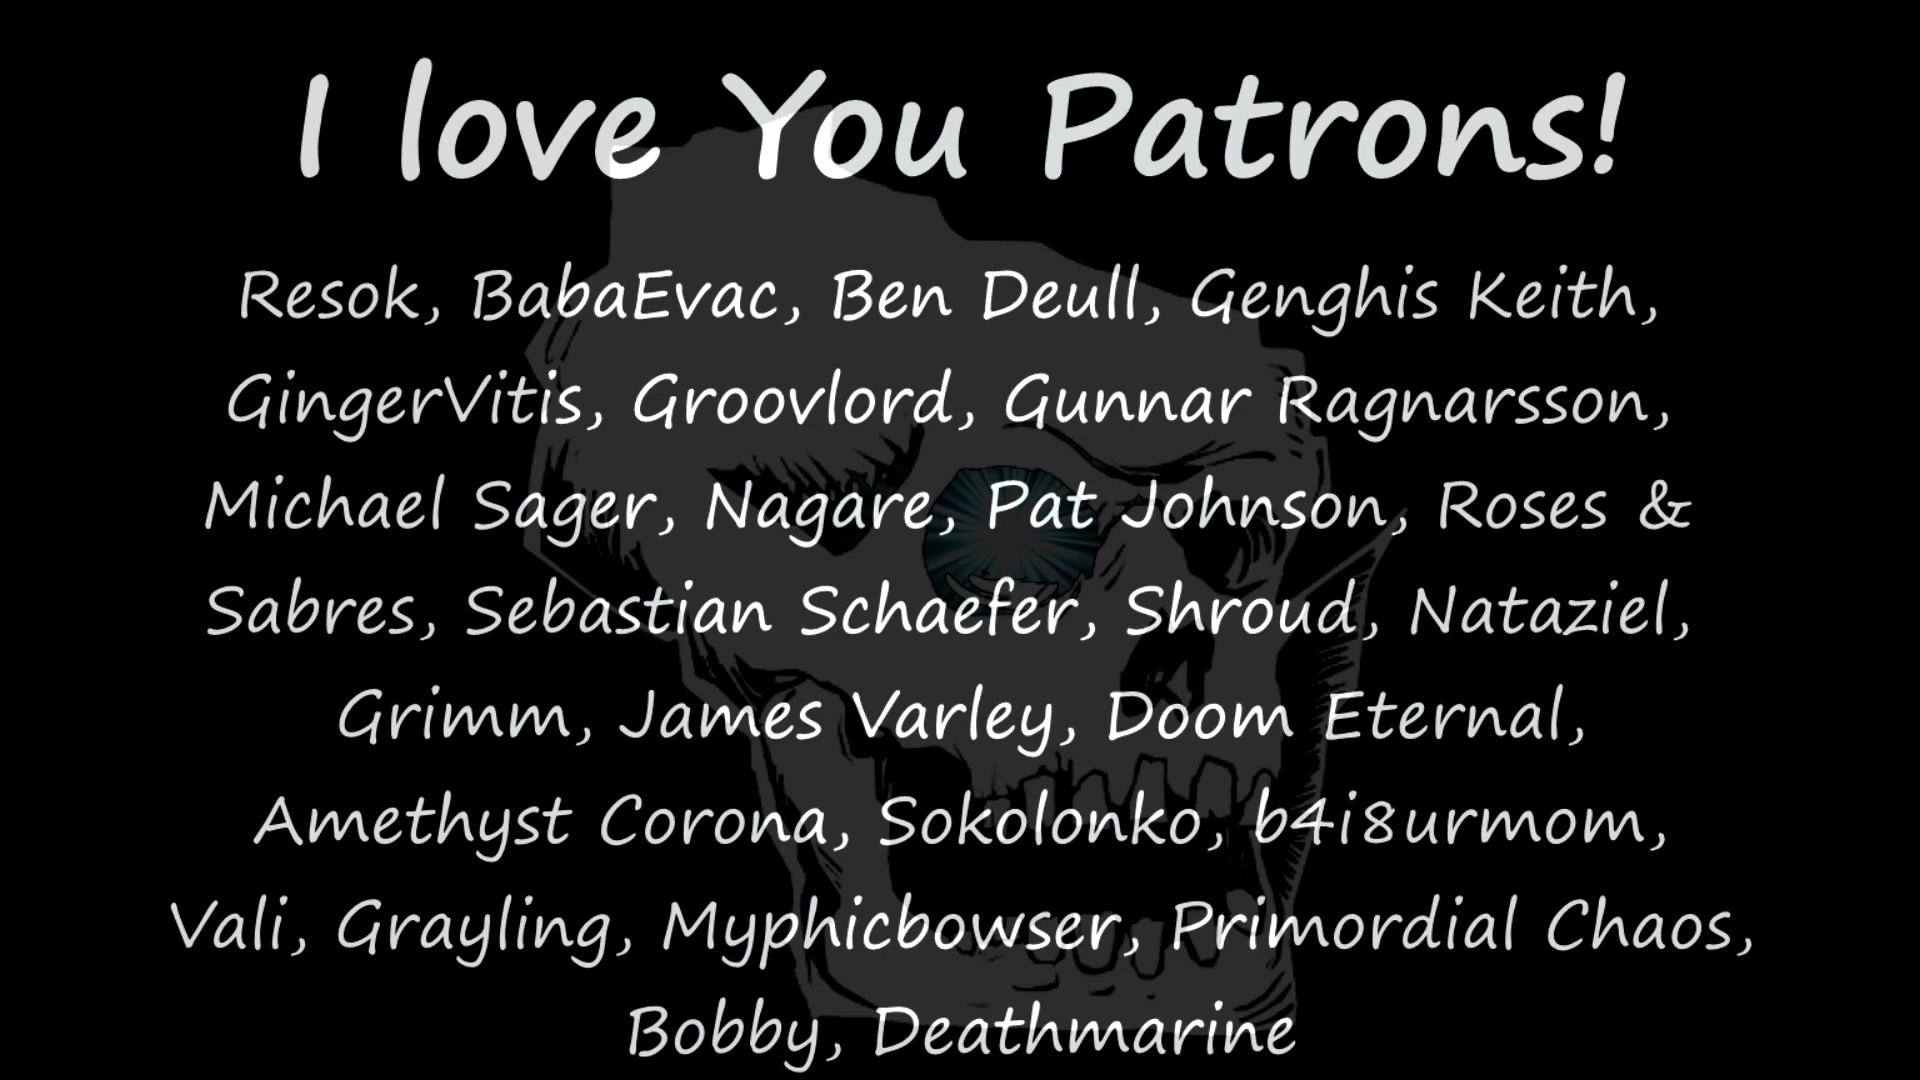 I love You Patrons!
Resok, BabaEvac, Ben Deull, Genghis Keith,
GingerVitis, Groovlord, Gunnar Ragnarsson,
Michael Sager, Nagare, Pat Johnson, Roses &
Sabres, Sebastian Schaefer, Shroud, Nataziel,
Grimm, James Varley, Doom Eternal,
Amethyst Corona, Sokolonko, b4i8urmom,
Vali, Grayling, Myphicbowser, Primordial Chaos,
Bobby, Deathmarine